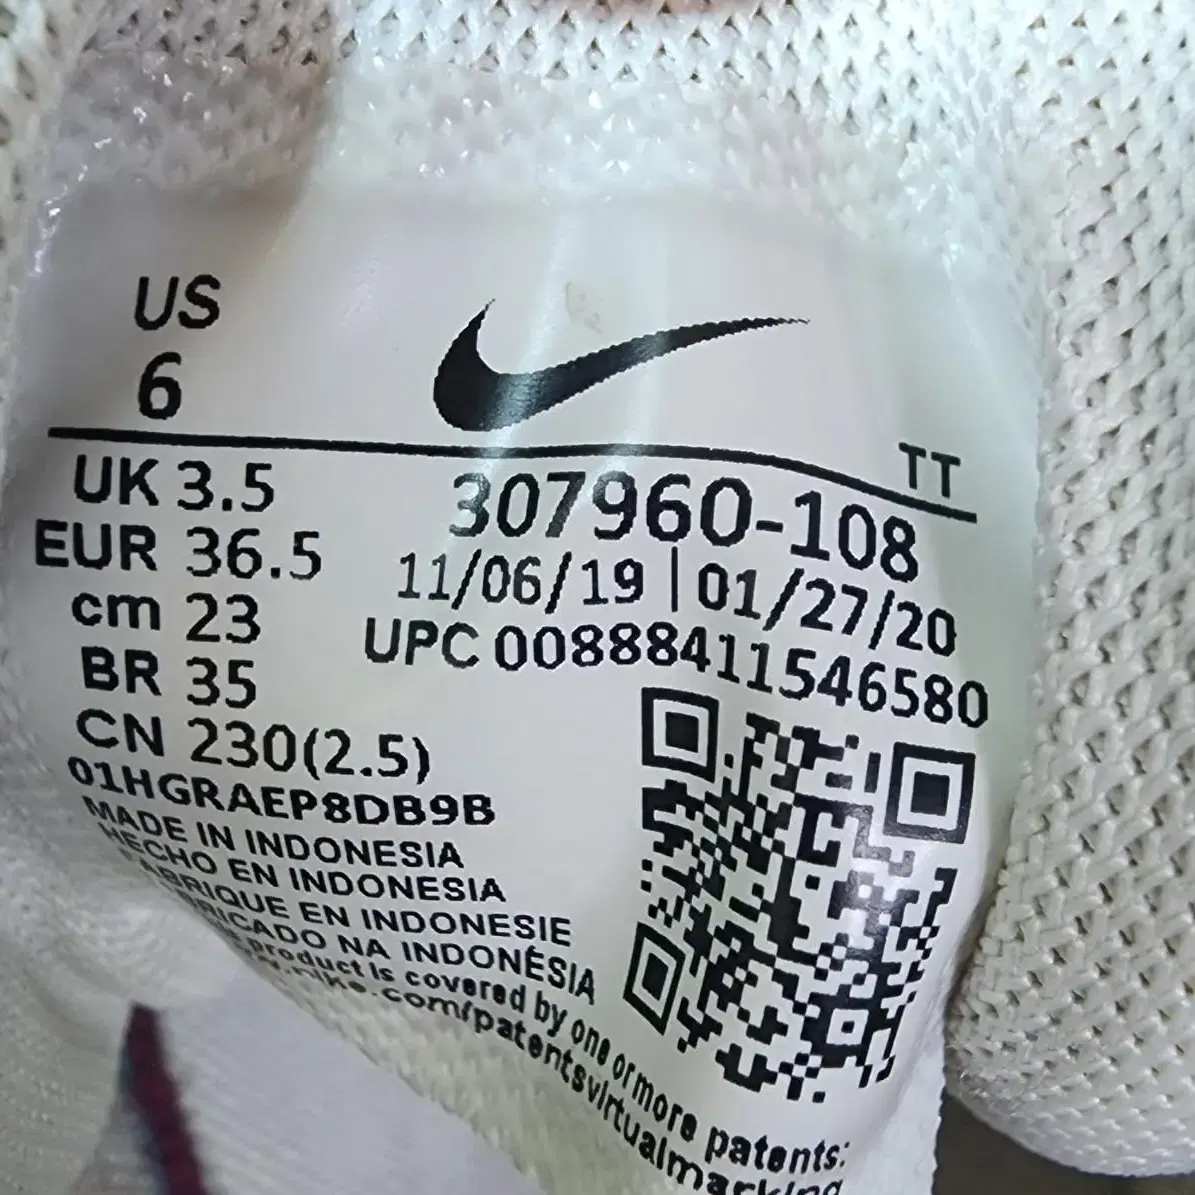 US
6
TT
UK 3.5
EUR 36.5
cm 23
BR 35
CN 230(2.5)
307960-108
11/06/19 | 01/27/20
UPC 00888411546580
01HGRAEP8DB9B
MADE IN INDONESIA
HECHO EN INDONESIA
FABRIQUE EN INDONESIE
FABRICADO NA INDONÉSIA
product is covered by one or more patents:
.nike.com/patentsvirtualmarking